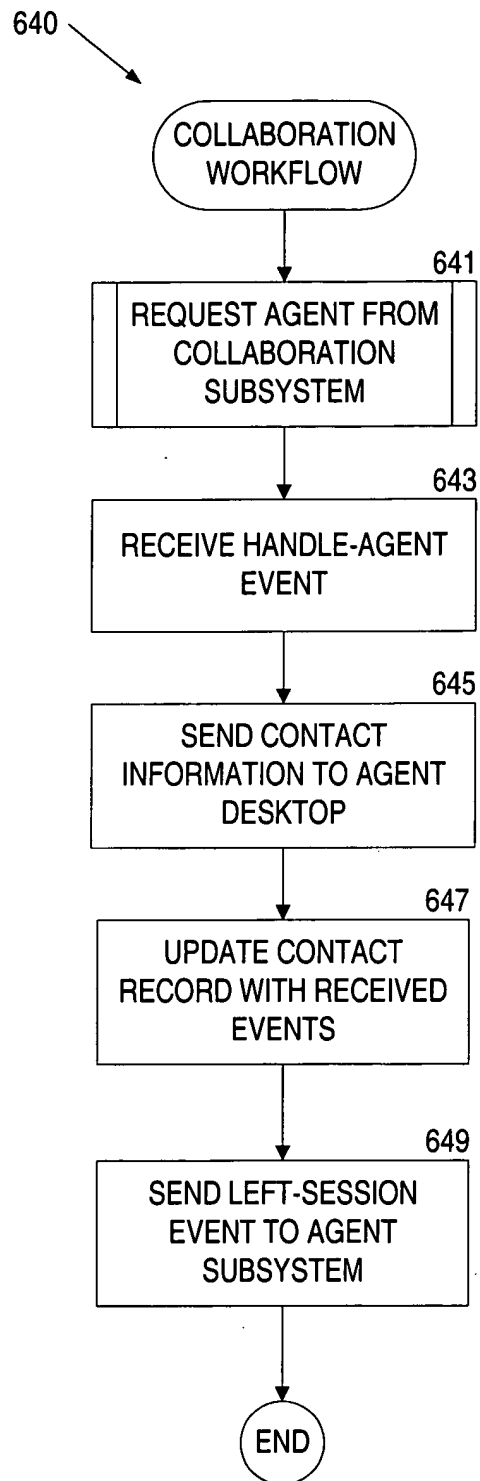 640
COLLABORATION
WORKFLOW
641
REQUEST AGENT FROM
COLLABORATION
SUBSYSTEM
643
RECEIVE HANDLE-AGENT
EVENT
645
SEND CONTACT
INFORMATION TO AGENT
DESKTOP
647
UPDATE CONTACT
RECORD WITH RECEIVED
EVENTS
649
SEND LEFT-SESSION
EVENT TO AGENT
SUBSYSTEM
END